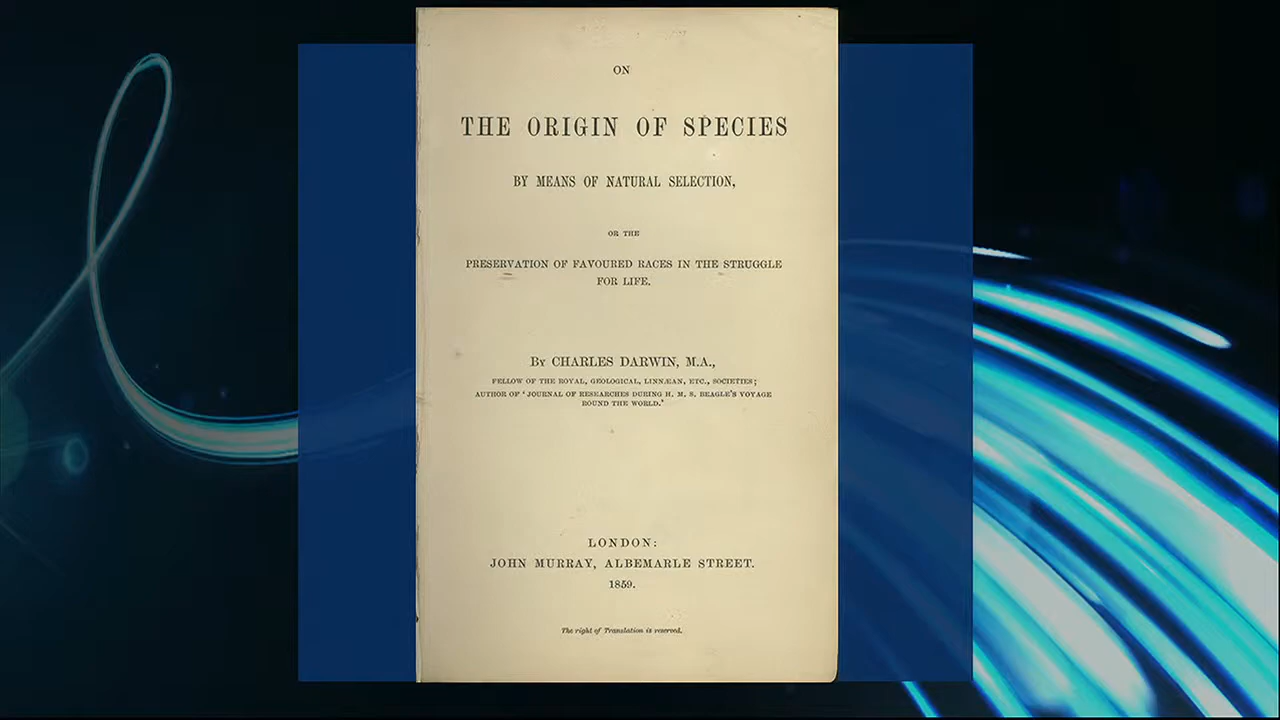 ON
THE ORIGIN OF SPECIES
BY MEANS OF NATURAL SELECTION,
OR THE
PRESERVATION OF FAVOURED RACES IN THE STRUGGLE
FOR LIFE.
BY CHARLES DARWIN, M.A.,
FELLOW OF THE ROYAL, GEOLOGICAL, LINNÆAN, ETC., SOCIETIES;
AUTHOR OF 'JOURNAL OF RESEARCHES DURING H. M. S. BEAGLE'S VOYAGE
ROUND THE WORLD.'
LONDON:
JOHN MURRAY, ALBEMARLE STREET.
1859.
The right of Translation is reserved.